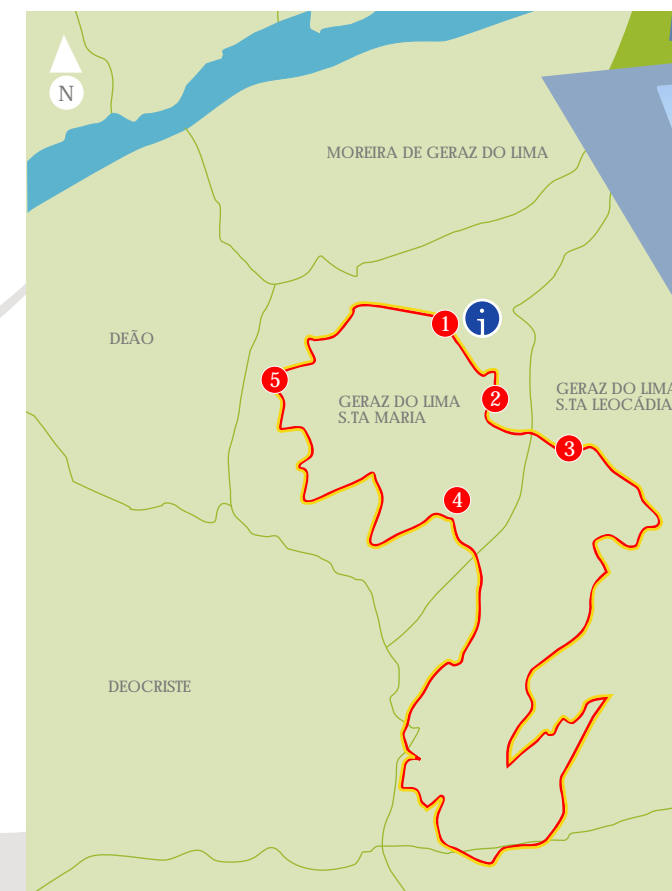 N
MOREIRA DE GERAZ DO LIMA
i
1
DEÃO
5
GERAZ DO LIMA
S.TA MARIA
2
GERAZ DO LIMA
S.TA LEOCÁDIA
3
4
DEOCRISTE